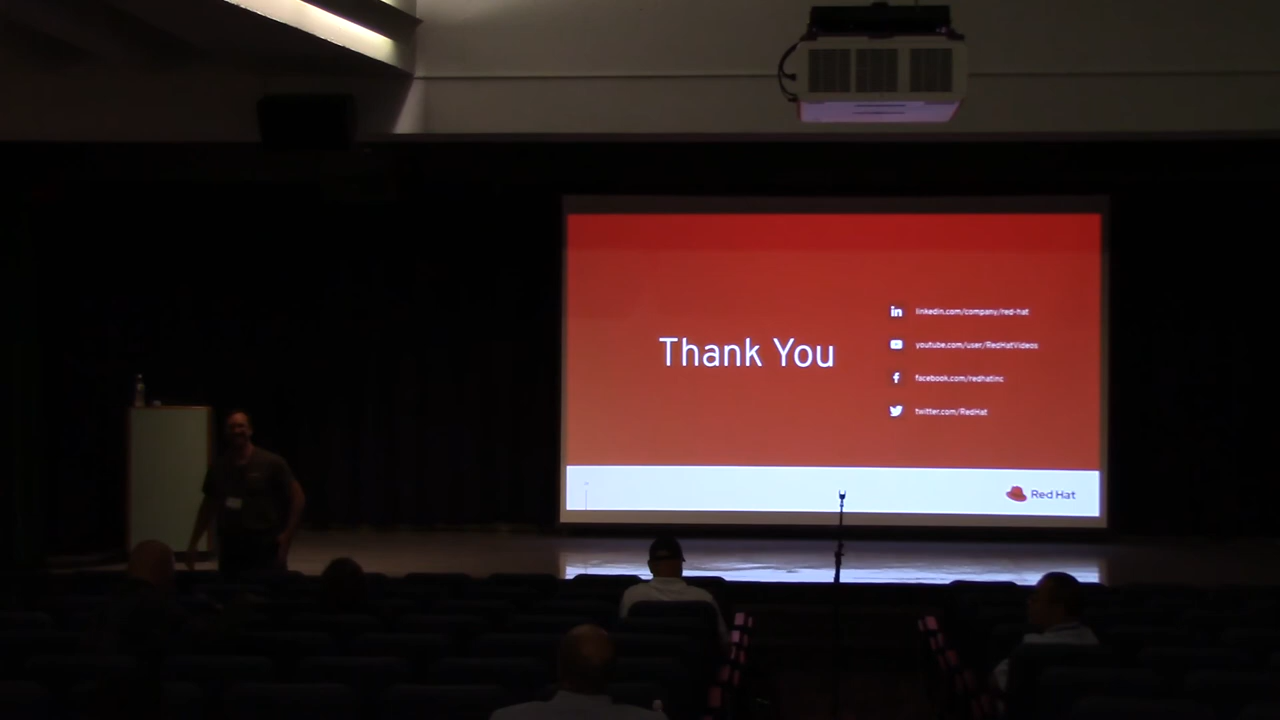 Thank You
linkedin.com/company/red-hat
youtube.com/user/RedHatVideos
facebook.com/redhatinc
twitter.com/RedHat
Red Hat